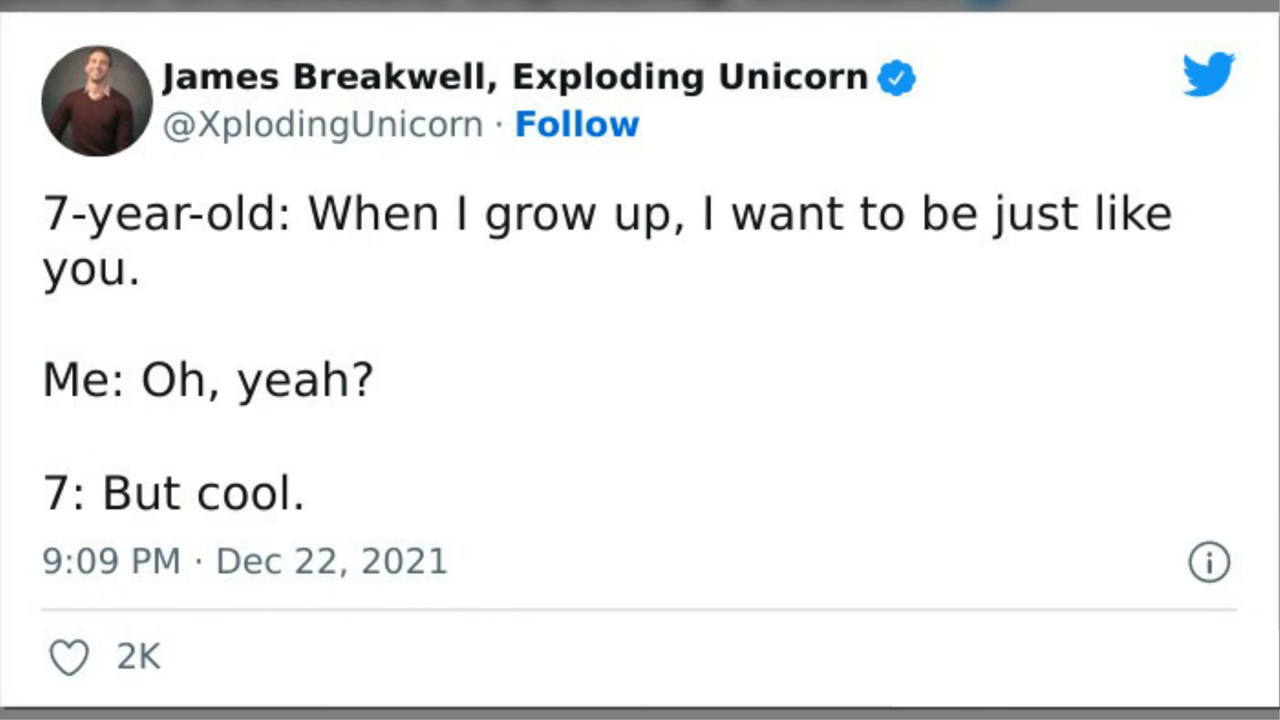 James Breakwell, Exploding Unicorn
@XplodingUnicorn · Follow
7-year-old: When I grow up, I want to be just like
you.
Me: Oh, yeah?
7: But cool.
9:09 PM · Dec 22, 2021
2K